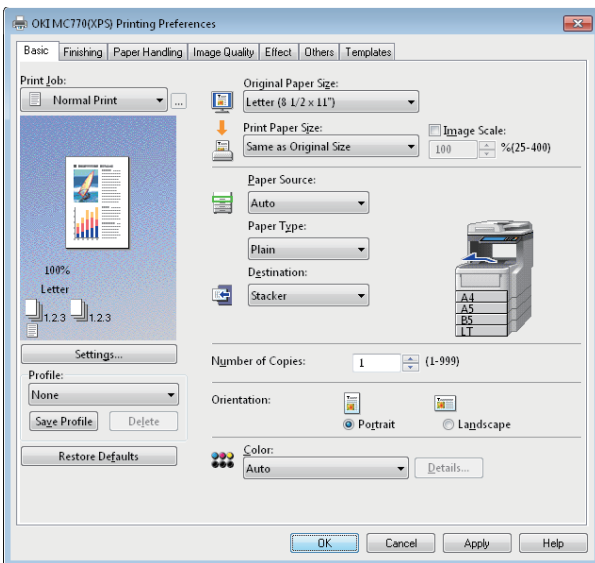 OKI MC770(XPS) Printing Preferences
Basic Finishing Paper Handling Image Quality Effect Others Templates
Print Job:
Normal Print
...
100%
Letter
1.2.3 1.2.3
Settings...
Profile:
None
Save Profile Delete
Restore Defaults
Original Paper Size:
Letter (8 1/2 x 11")
Print Paper Size:
Same as Original Size
Image Scale:
100 %(25-400)
Paper Source:
Auto
Paper Type:
Plain
Destination:
Stacker
A4
A5
B5
LT
Number of Copies: 1 (1-999)
Orientation:
Portrait Landscape
Color:
Auto Details...
OK Cancel Apply Help